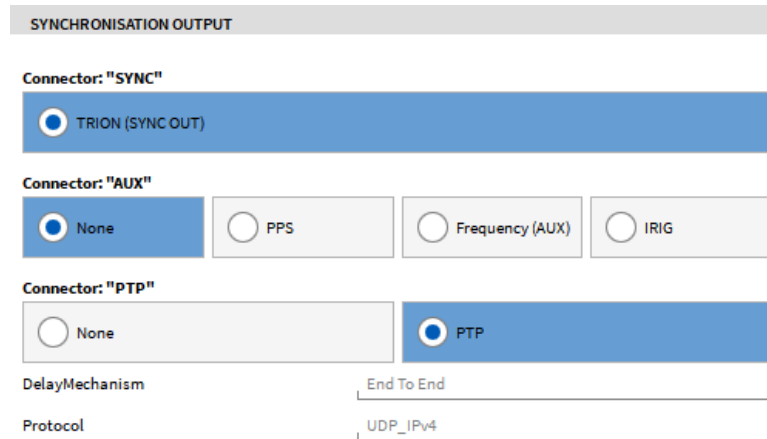 SYNCHRONISATION OUTPUT
Connector: "SYNC"
TRION (SYNC OUT)
Connector: "AUX"
None PPS Frequency (AUX) IRIG
Connector: "PTP"
None PTP
DelayMechanism End To End
Protocol UDP_IPv4